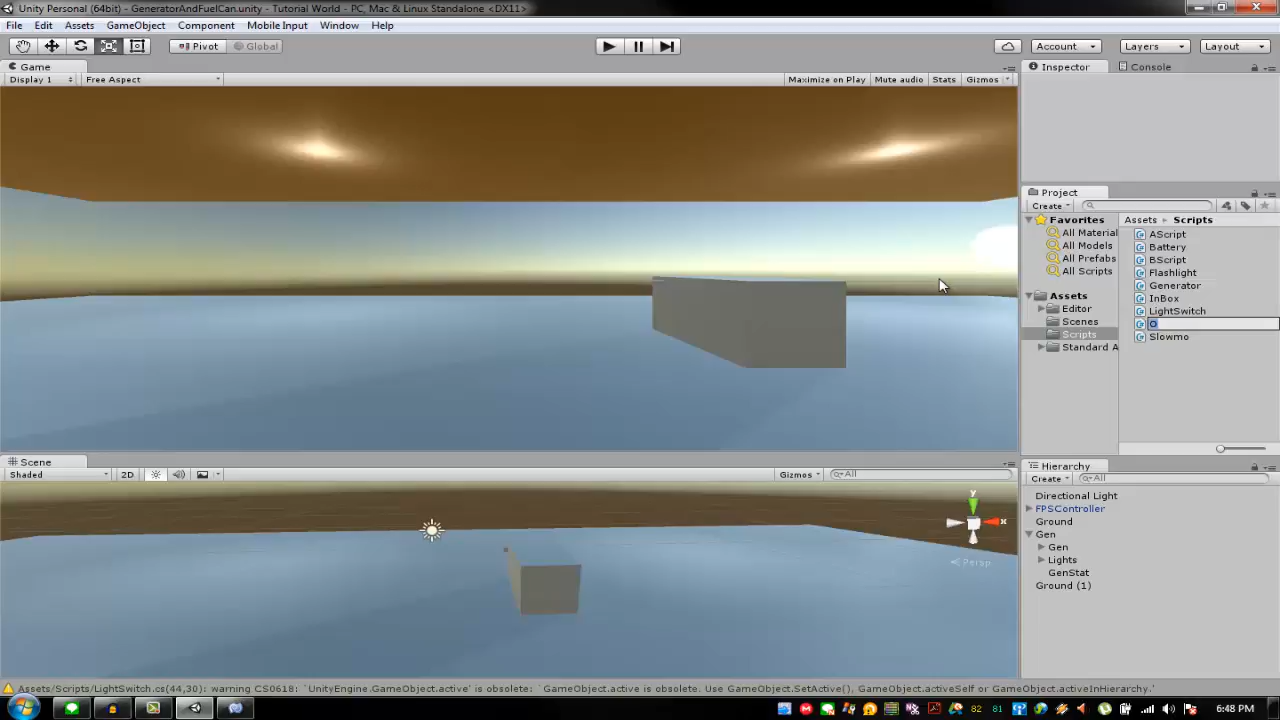 Unity Personal (64bit) - GeneratorAndFuelCan.unity - Tutorial World - PC, Mac & Linux Standalone <DX11>
File Edit Assets GameObject Component Mobile Input Window Help
Pivot Global Account Layers Layout
Game Inspector Console
Display 1 Free Aspect Maximize on Play Mute audio Stats Gizmos
Project
Create
Favorites
All Material
All Models
All Prefabs
All Scripts
Assets
Editor
Scenes
Scripts
Standard A
Assets Scripts
AScript
Battery
BScript
Flashlight
Generator
InBox
LightSwitch
O
Slowmo
Scene
Shaded 2D Gizmos All
y
x
Persp
Hierarchy
Create All
Directional Light
FPSController
Ground
Gen
Gen
Lights
GenStat
Ground (1)
Assets/Scripts/LightSwitch.cs(44,30): warning CS0618: `UnityEngine.GameObject.active' is obsolete: `GameObject.active is obsolete. Use GameObject.SetActive(), GameObject.activeSelf or GameObject.activeInHierarchy.'
82 81 6:48 PM